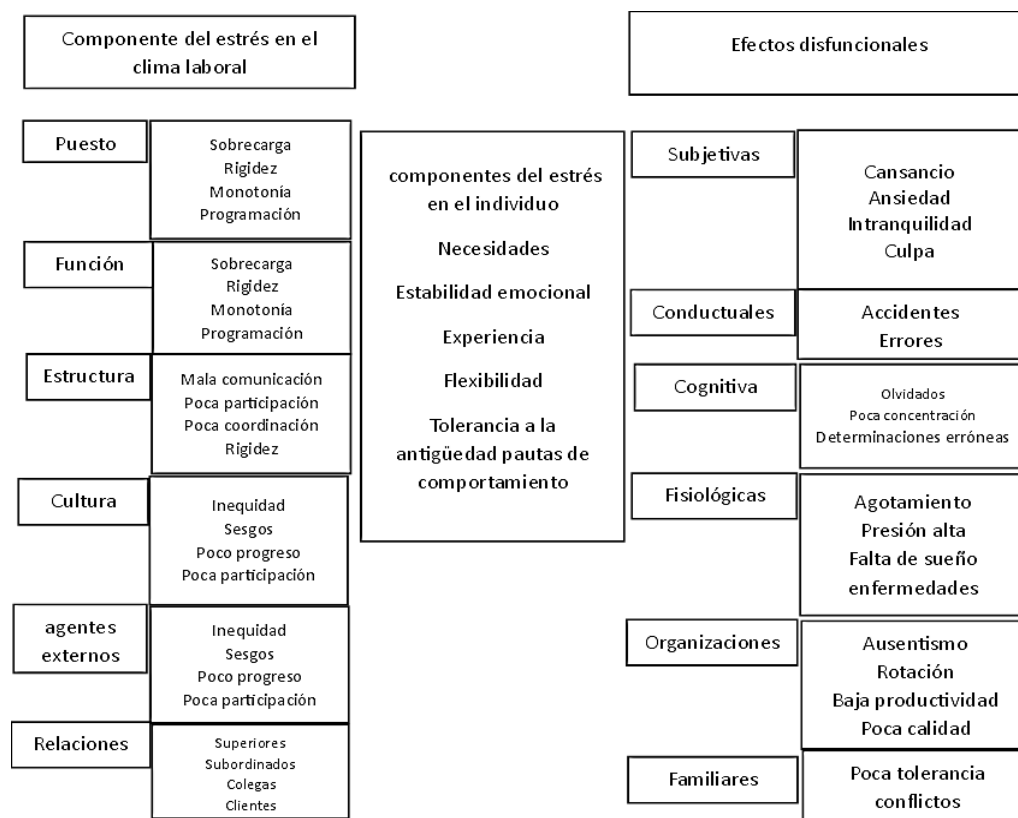 Componente del estrés en el
clima laboral
Puesto
Sobrecarga
Rigidez
Monotonía
Programación
Función
Sobrecarga
Rigidez
Monotonía
Programación
Estructura
Mala comunicación
Poca participación
Poca coordinación
Rigidez
Cultura
Inequidad
Sesgos
Poco progreso
Poca participación
agentes
externos
Inequidad
Sesgos
Poco progreso
Poca participación
Relaciones
Superiores
Subordinados
Colegas
Clientes
componentes del estrés
en el individuo
Necesidades
Estabilidad emocional
Experiencia
Flexibilidad
Tolerancia a la
antigüedad pautas de
comportamiento
Efectos disfuncionales
Subjetivas
Cansancio
Ansiedad
Intranquilidad
Culpa
Conductuales
Accidentes
Errores
Cognitiva
Olvidados
Poca concentración
Determinaciones erróneas
Fisiológicas
Agotamiento
Presión alta
Falta de sueño
enfermedades
Organizaciones
Ausentismo
Rotación
Baja productividad
Poca calidad
Familiares
Poca tolerancia
conflictos